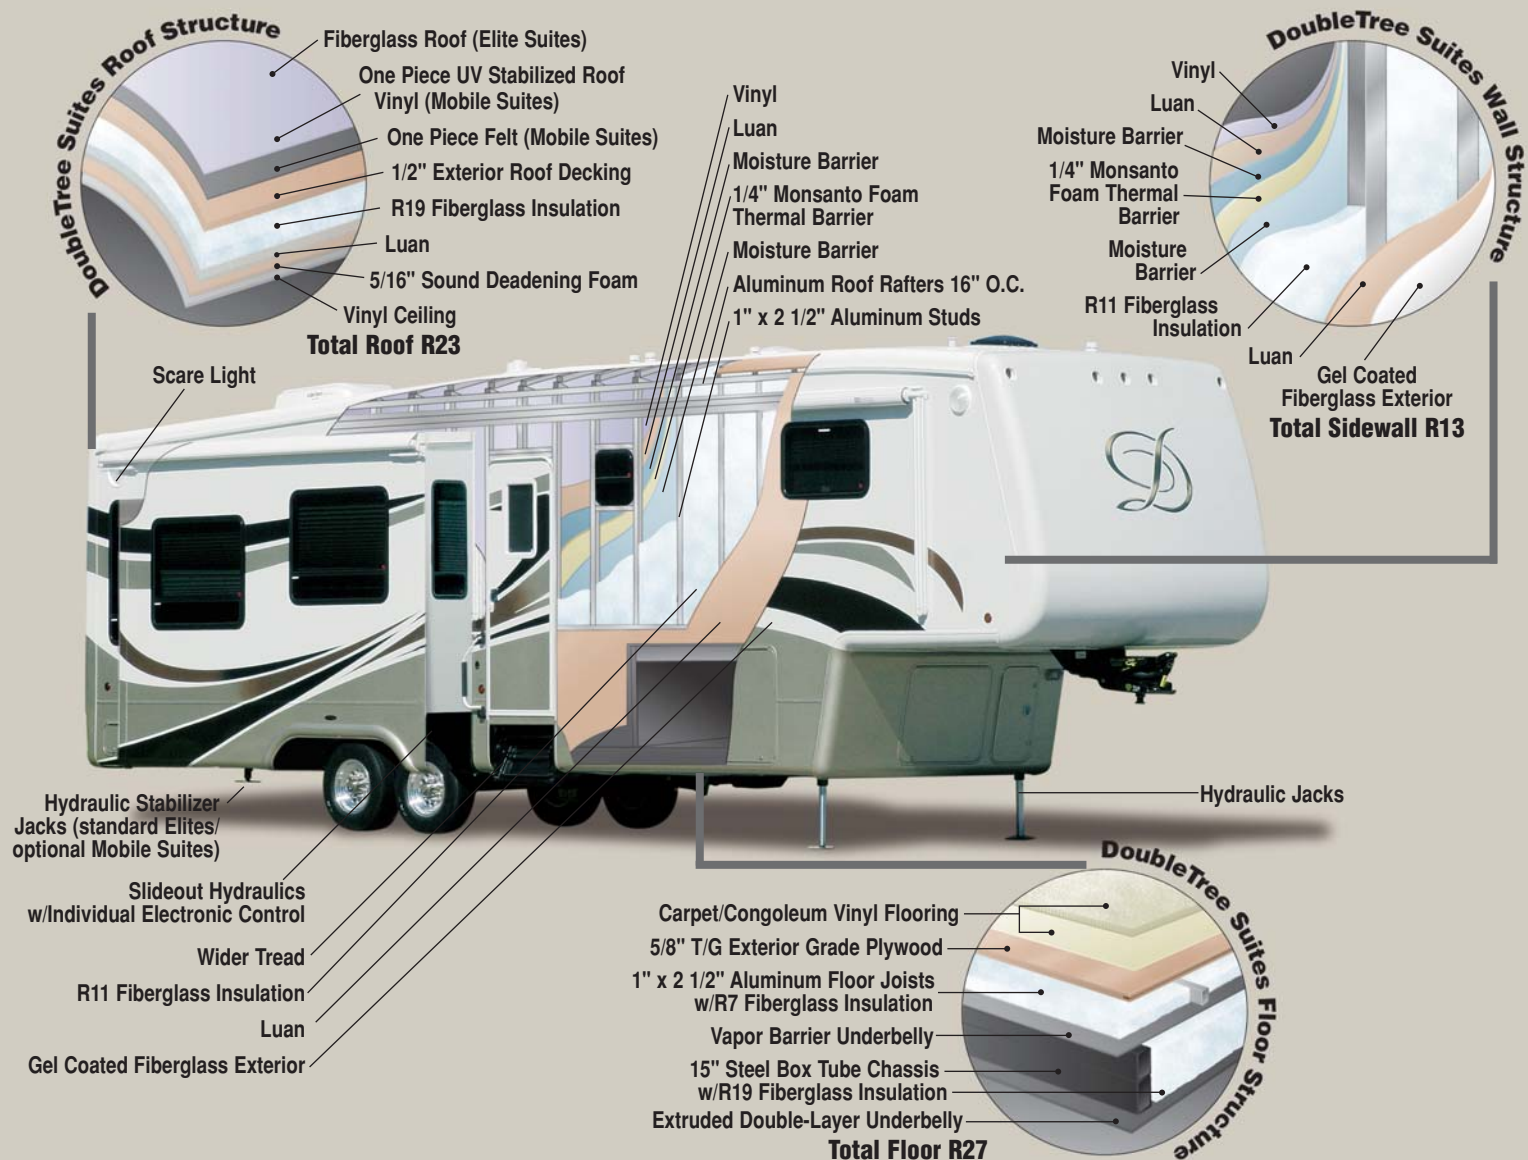 DoubleTree Suites Roof Structure
Fiberglass Roof (Elite Suites)
One Piece UV Stabilized Roof
Vinyl (Mobile Suites)
One Piece Felt (Mobile Suites)
1/2" Exterior Roof Decking
R19 Fiberglass Insulation
Luan
5/16" Sound Deadening Foam
Vinyl Ceiling
Total Roof R23
Scare Light
Vinyl
Luan
Moisture Barrier
1/4" Monsanto Foam
Thermal Barrier
Moisture Barrier
Aluminum Roof Rafters 16" O.C.
1" x 2 1/2" Aluminum Studs
DoubleTree Suites Wall Structure
Vinyl
Luan
Moisture Barrier
1/4" Monsanto
Foam Thermal
Barrier
Moisture
Barrier
R11 Fiberglass
Insulation
Luan
Gel Coated
Fiberglass Exterior
Total Sidewall R13
D
Hydraulic Stabilizer
Jacks (standard Elites/
optional Mobile Suites)
Slideout Hydraulics
w/Individual Electronic Control
Wider Tread
R11 Fiberglass Insulation
Luan
Gel Coated Fiberglass Exterior
Hydraulic Jacks
DoubleTree Suites Floor Structure
Carpet/Congoleum Vinyl Flooring
5/8" T/G Exterior Grade Plywood
1" x 2 1/2" Aluminum Floor Joists
w/R7 Fiberglass Insulation
Vapor Barrier Underbelly
15" Steel Box Tube Chassis
w/R19 Fiberglass Insulation
Extruded Double-Layer Underbelly
Total Floor R27